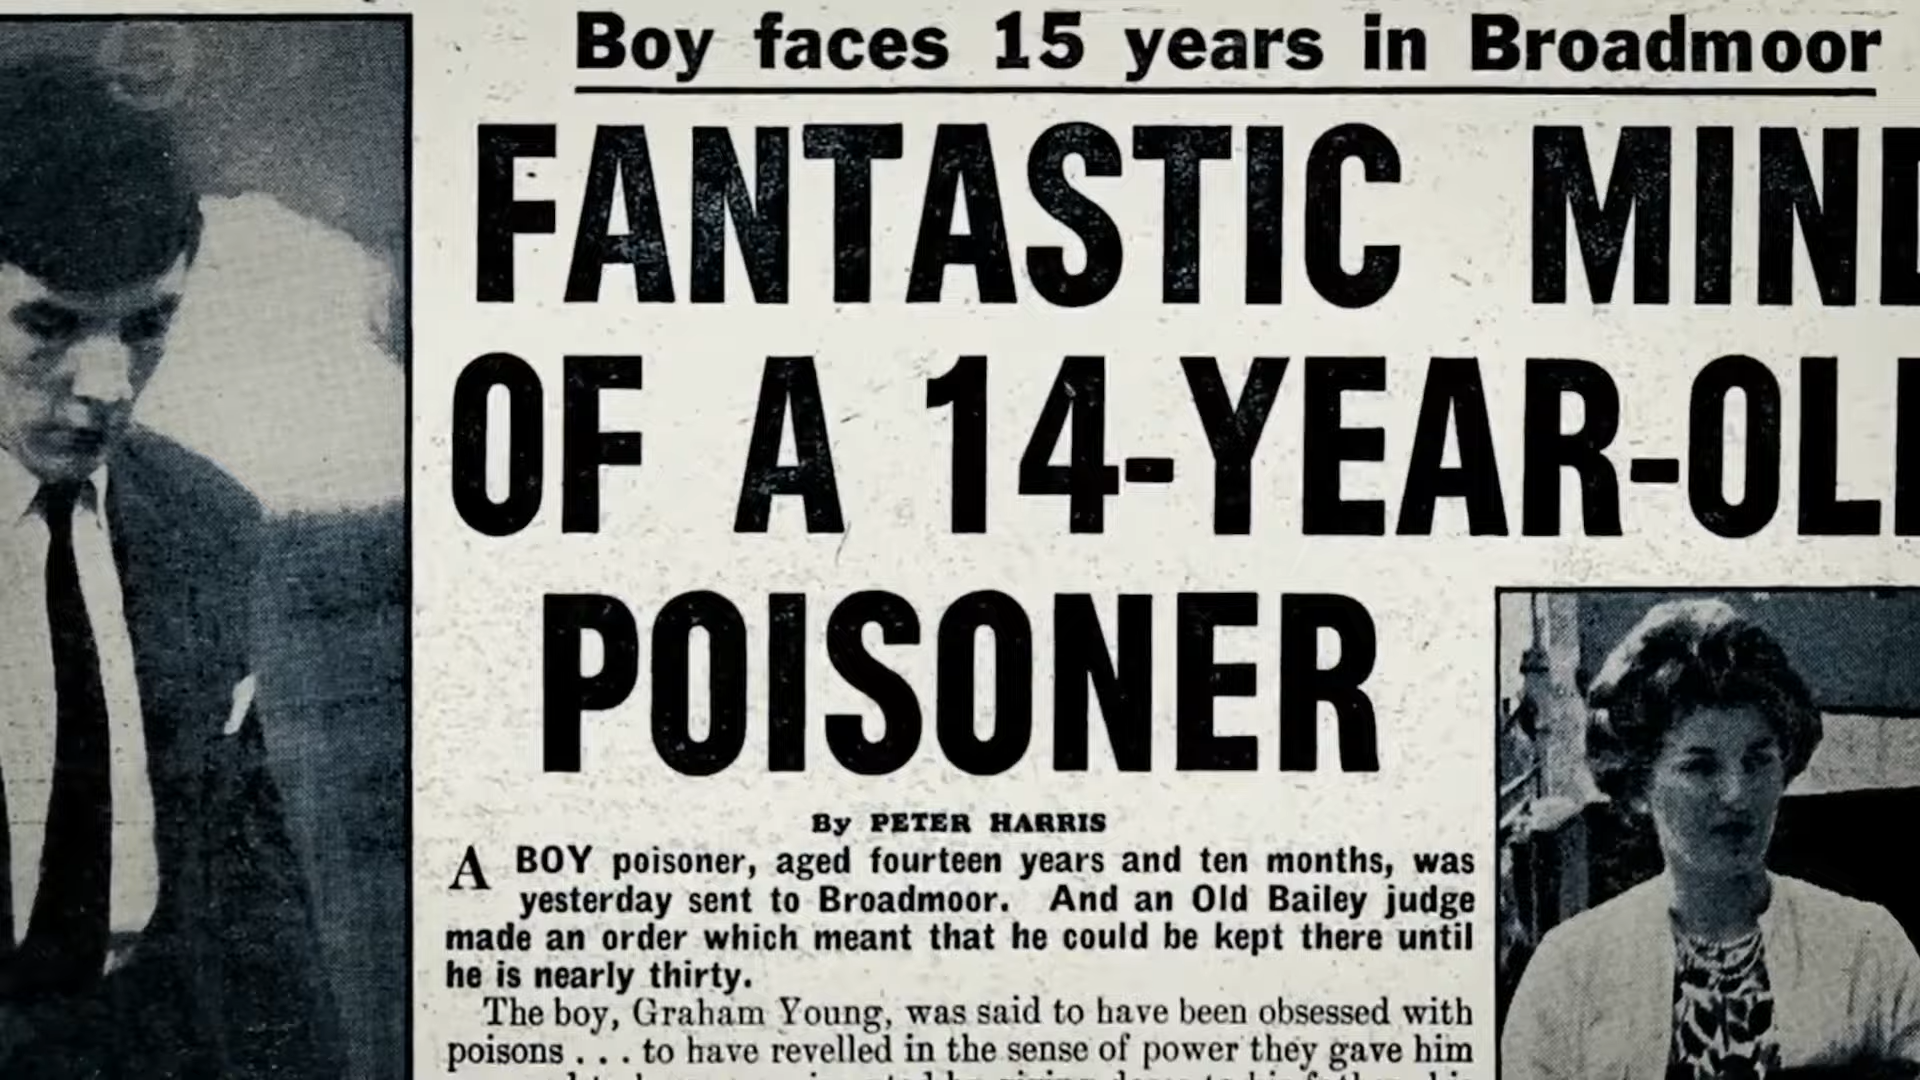 Boy faces 15 years in Broadmoor
FANTASTIC MIND
OF A 14-YEAR-OLD
POISONER
By PETER HARRIS
A BOY poisoner, aged fourteen years and ten months, was
yesterday sent to Broadmoor. And an Old Bailey judge
made an order which meant that he could be kept there until
he is nearly thirty.
The boy, Graham Young, was said to have been obsessed with
poisons . . . to have revelled in the sense of power they gave him